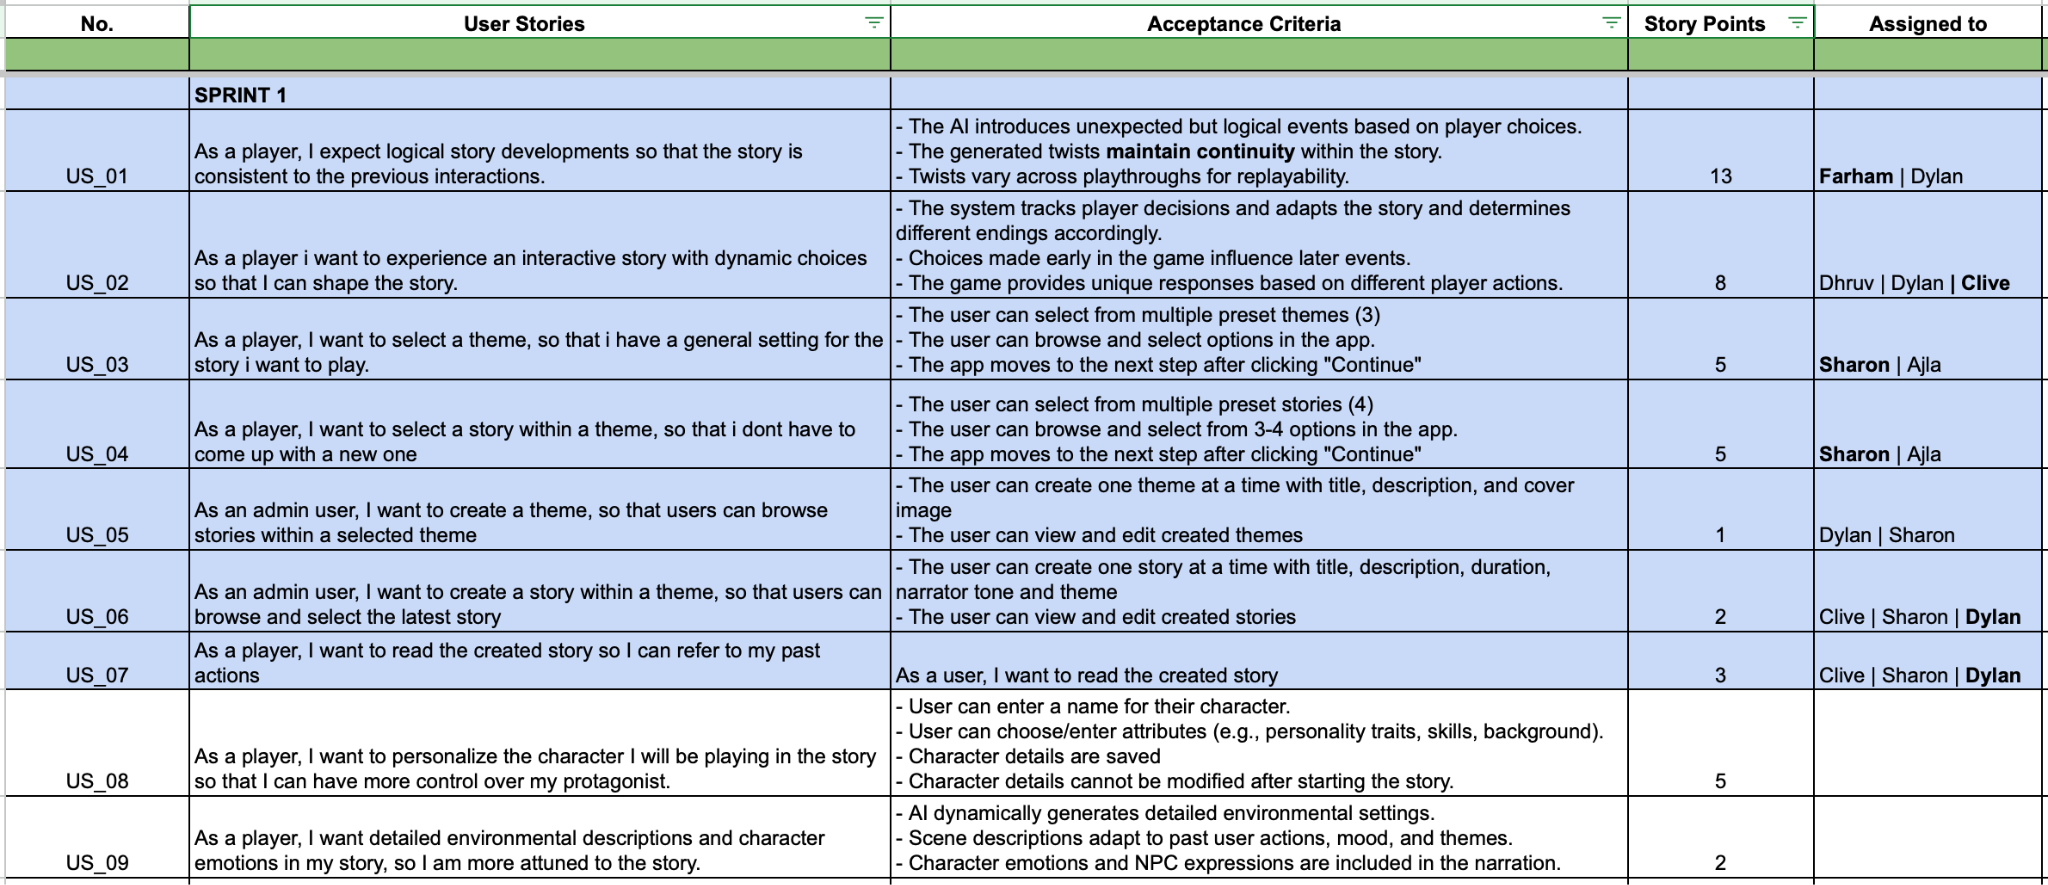 No.
User Stories
Acceptance Criteria
Story Points
Assigned to
SPRINT 1
US_01
As a player, I expect logical story developments so that the story is
consistent to the previous interactions.
- The AI introduces unexpected but logical events based on player choices.
- The generated twists maintain continuity within the story.
- Twists vary across playthroughs for replayability.
13
Farham | Dylan
US_02
As a player i want to experience an interactive story with dynamic choices
so that I can shape the story.
- The system tracks player decisions and adapts the story and determines
different endings accordingly.
- Choices made early in the game influence later events.
- The game provides unique responses based on different player actions.
8
Dhruv | Dylan | Clive
US_03
As a player, I want to select a theme, so that i have a general setting for the
story i want to play.
- The user can select from multiple preset themes (3)
- The user can browse and select options in the app.
- The app moves to the next step after clicking "Continue"
5
Sharon | Ajla
US_04
As a player, I want to select a story within a theme, so that i dont have to
come up with a new one
- The user can select from multiple preset stories (4)
- The user can browse and select from 3-4 options in the app.
- The app moves to the next step after clicking "Continue"
5
Sharon | Ajla
US_05
As an admin user, I want to create a theme, so that users can browse
stories within a selected theme
- The user can create one theme at a time with title, description, and cover
image
- The user can view and edit created themes
1
Dylan | Sharon
US_06
As an admin user, I want to create a story within a theme, so that users can
browse and select the latest story
- The user can create one story at a time with title, description, duration,
narrator tone and theme
- The user can view and edit created stories
2
Clive | Sharon | Dylan
US_07
As a player, I want to read the created story so I can refer to my past
actions
As a user, I want to read the created story
3
Clive | Sharon | Dylan
US_08
As a player, I want to personalize the character I will be playing in the story
so that I can have more control over my protagonist.
- User can enter a name for their character.
- User can choose/enter attributes (e.g., personality traits, skills, background).
- Character details are saved
- Character details cannot be modified after starting the story.
5
US_09
As a player, I want detailed environmental descriptions and character
emotions in my story, so I am more attuned to the story.
- AI dynamically generates detailed environmental settings.
- Scene descriptions adapt to past user actions, mood, and themes.
- Character emotions and NPC expressions are included in the narration.
2